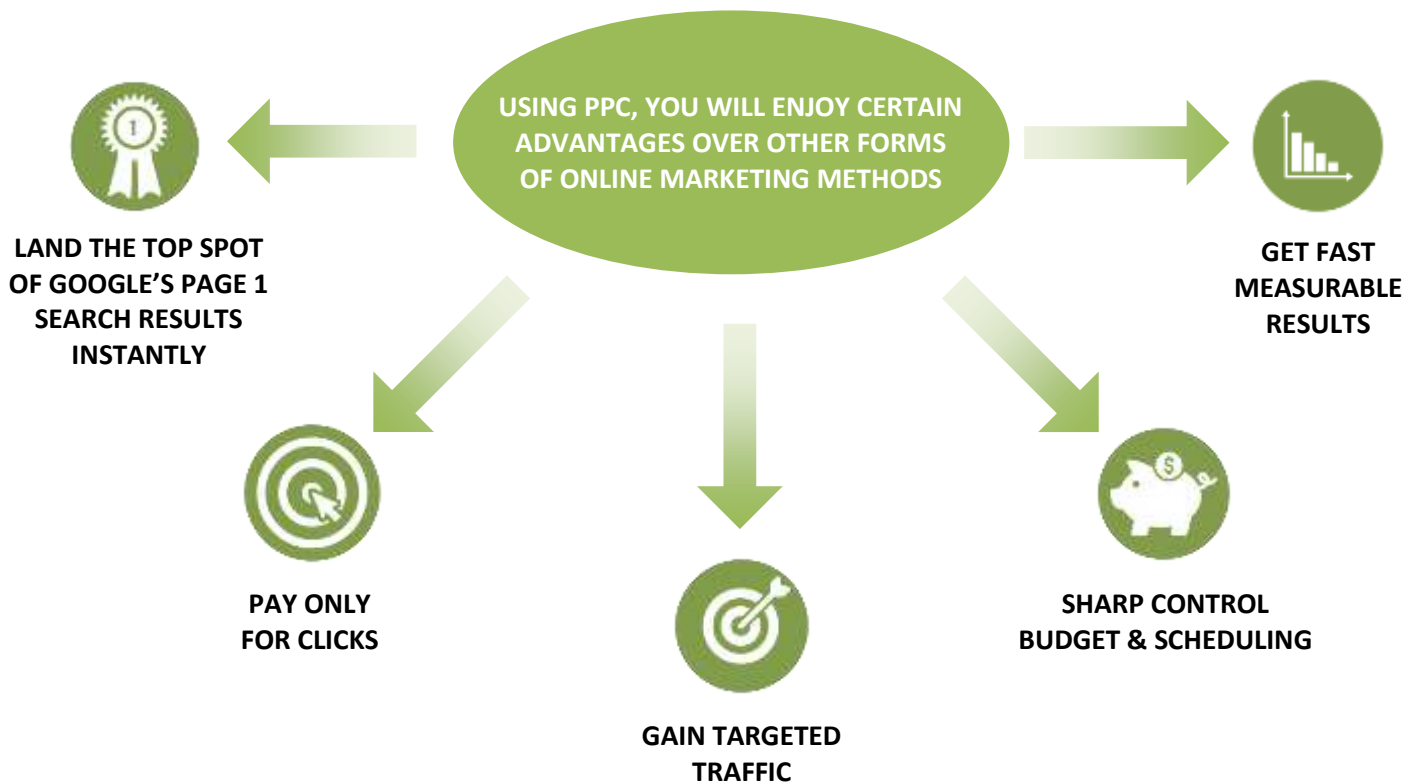 USING PPC, YOU WILL ENJOY CERTAIN
ADVANTAGES OVER OTHER FORMS
OF ONLINE MARKETING METHODS
1
LAND THE TOP SPOT
OF GOOGLE’S PAGE 1
SEARCH RESULTS
INSTANTLY
PAY ONLY
FOR CLICKS
GAIN TARGETED
TRAFFIC
$
SHARP CONTROL
BUDGET & SCHEDULING
GET FAST
MEASURABLE
RESULTS